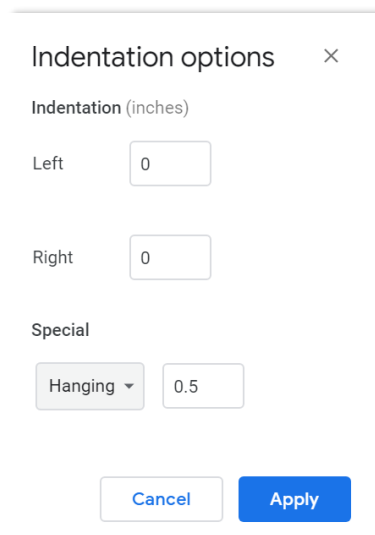 Indentation options
Indentation (inches)
Left 0
Right 0
Special
Hanging 0.5
Cancel Apply